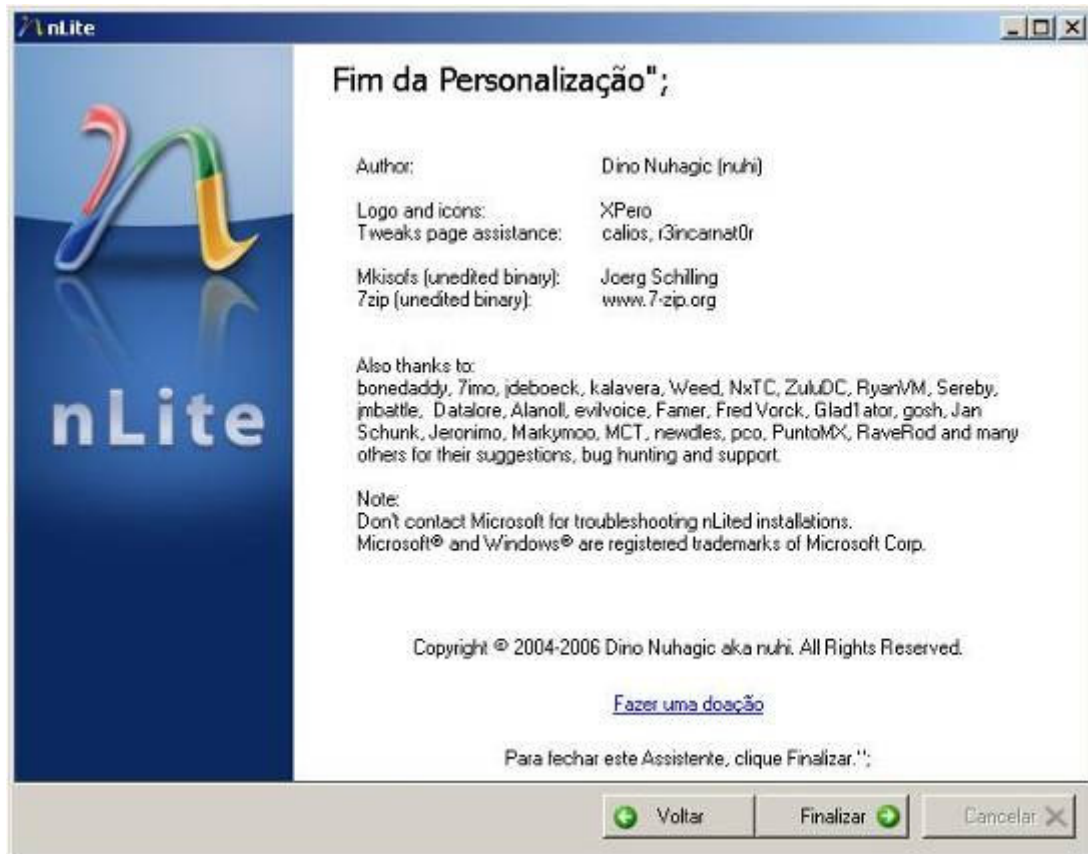 nLite
Fim da Personalização";
Author: Dino Nuhagic (nuhi)
Logo and icons: XPero
Tweaks page assistance: calios, r3incarnat0r
Mkisofs (unedited binary): Joerg Schilling
7zip (unedited binary): www.7-zip.org
Also thanks to:
bonedaddy, 7imo, jdeboeck, kalavera, Weed, NxTC, ZuluDC, RyanVM, Sereby,
jmbattle, Datalore, Alanoll, evilvoice, Famer, Fred Vorck, Glad1ator, gosh, Jan
Schunk, Jeronimo, Markymoo, MCT, newdles, pco, PuntoMX, RaveRod and many
others for their suggestions, bug hunting and support.
nLite
Note:
Don't contact Microsoft for troubleshooting nLited installations.
Microsoft® and Windows® are registered trademarks of Microsoft Corp.
Copyright © 2004-2006 Dino Nuhagic aka nuhi. All Rights Reserved.
Fazer uma doação
Para fechar este Assistente, clique Finalizar.";
Voltar Finalizar Cancelar